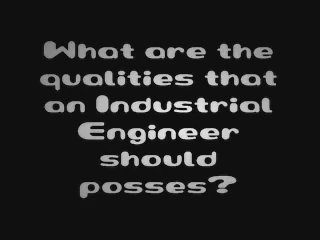 What are the
qualities that
an Industrial
Engineer
should
posses?